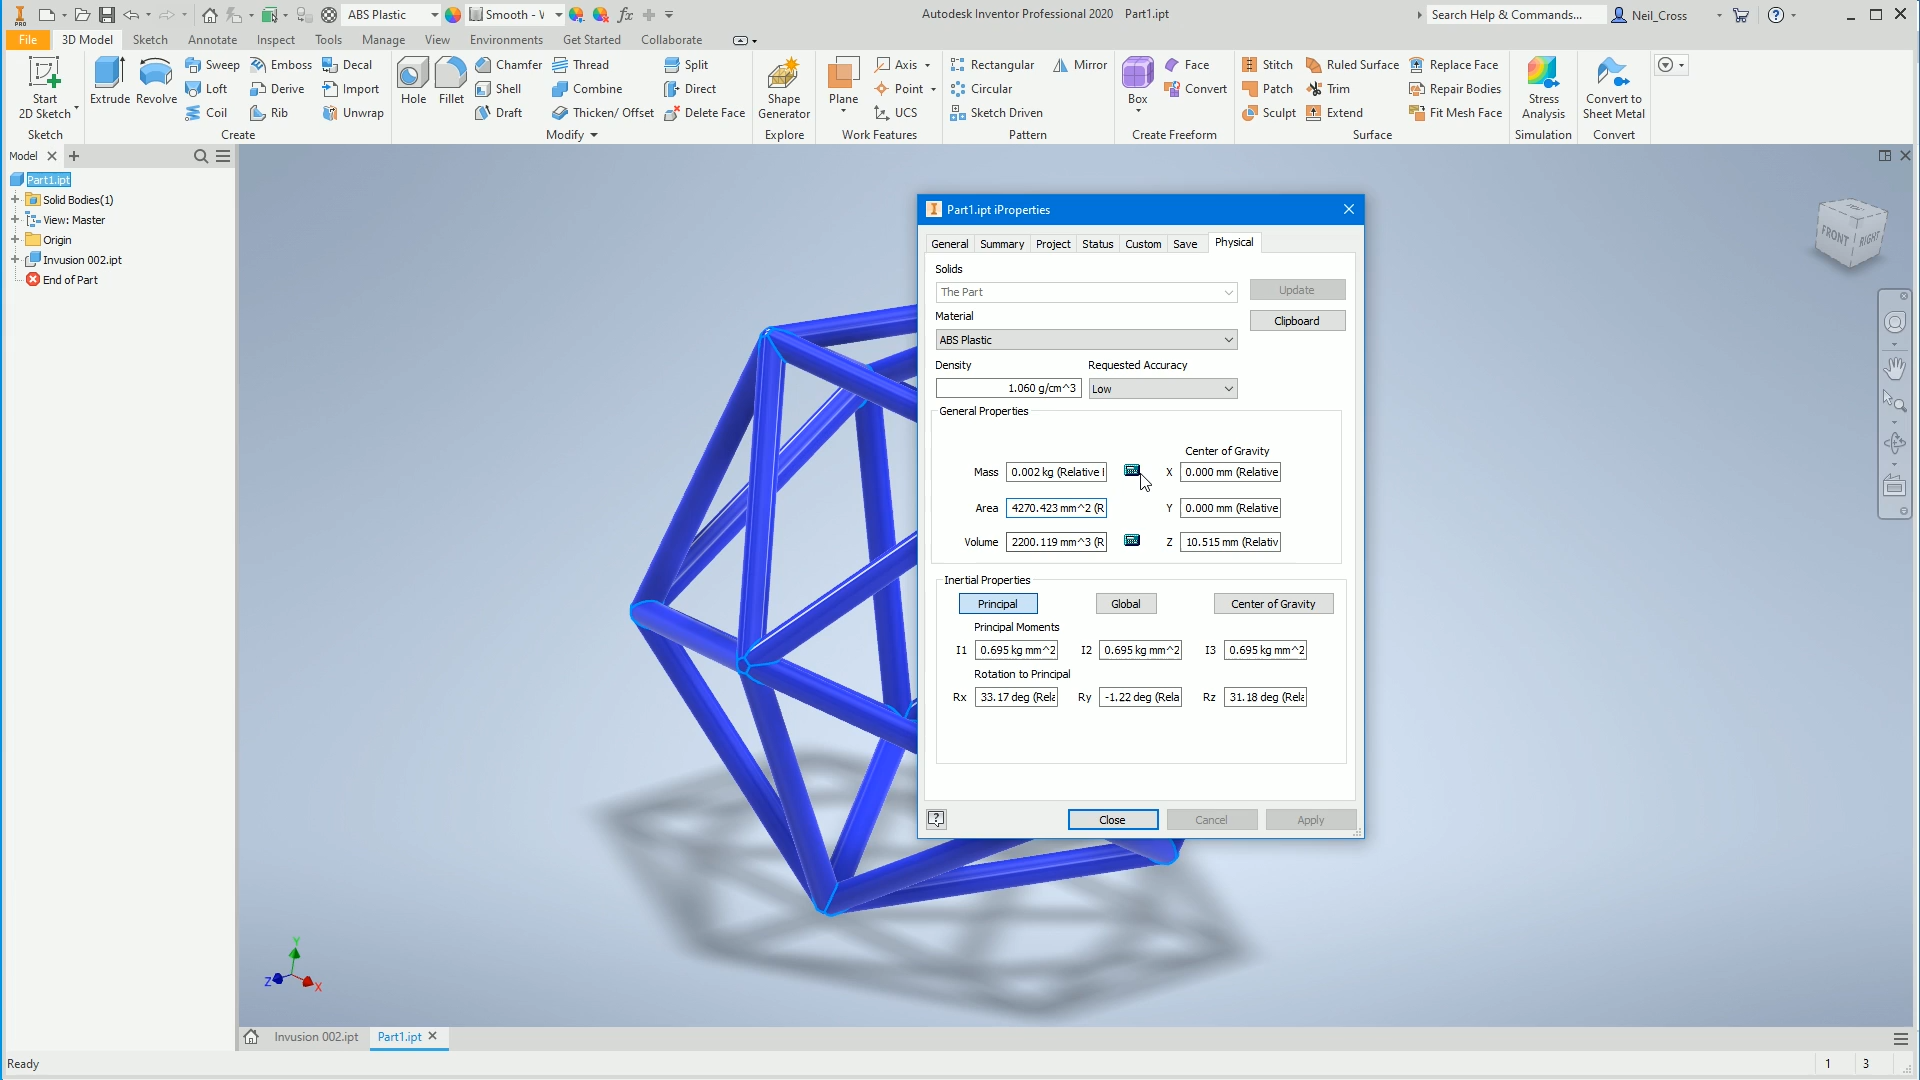 ABS Plastic
Smooth - V
Autodesk Inventor Professional 2020 Part1.ipt
Search Help & Commands...
Neil_Cross
File 3D Model Sketch Annotate Inspect Tools Manage View Environments Get Started Collaborate
Start
2D Sketch
Extrude
Revolve
Sweep
Loft
Coil
Emboss
Derive
Rib
Decal
Import
Unwrap
Hole
Fillet
Chamfer
Shell
Draft
Thread
Combine
Thicken/ Offset
Split
Direct
Delete Face
Shape
Generator
Plane
Axis
Point
UCS
Rectangular
Circular
Sketch Driven
Mirror
Box
Face
Convert
Stitch
Patch
Sculpt
Ruled Surface
Trim
Extend
Replace Face
Repair Bodies
Fit Mesh Face
Stress
Analysis
Convert to
Sheet Metal
Sketch
Create
Modify
Explore
Work Features
Pattern
Create Freeform
Surface
Simulation
Convert
Model
Part1.ipt
Solid Bodies(1)
View: Master
Origin
Invusion 002.ipt
End of Part
Part1.ipt iProperties
General Summary Project Status Custom Save Physical
Solids
The Part
Update
Material
Clipboard
ABS Plastic
Density Requested Accuracy
1.060 g/cm^3 Low
General Properties
Center of Gravity
Mass 0.002 kg (Relative X 0.000 mm (Relative
Area 4270.423 mm^2 (R Y 0.000 mm (Relative
Volume 2200.119 mm^3 (R Z 10.515 mm (Relativ
Inertial Properties
Principal Global Center of Gravity
Principal Moments
I1 0.695 kg mm^2 I2 0.695 kg mm^2 I3 0.695 kg mm^2
Rotation to Principal
Rx 33.17 deg (Rela Ry -1.22 deg (Rela Rz 31.18 deg (Rela
Close Cancel Apply
TOP
FRONT
RIGHT
Y
Z
X
Invusion 002.ipt Part1.ipt
Ready
1 3